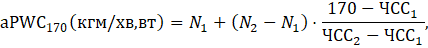 aPWC₁₇₀(кгм/хв,вт) = N₁ + (N₂ − N₁) · (170 − ЧСС₁)/(ЧСС₂ − ЧСС₁),